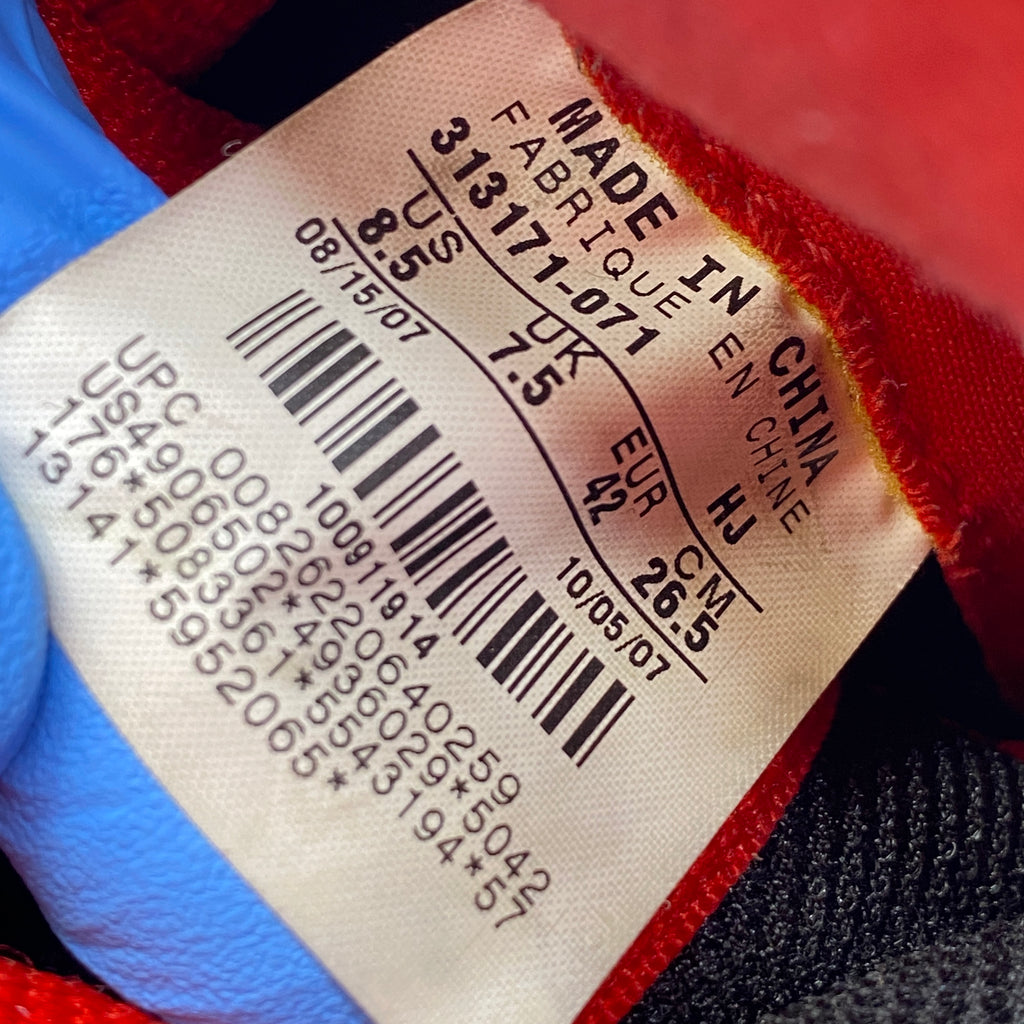 MADE IN CHINA
FABRIQUE EN CHINE
313171-071 HJ
US UK EUR CM
8.5 7.5 42 26.5
08/15/07 10/05/07
10091191４
UPC 00826220640259
US4906502*4936029*5042
176*5083361*5543194*57
13141*5952065*